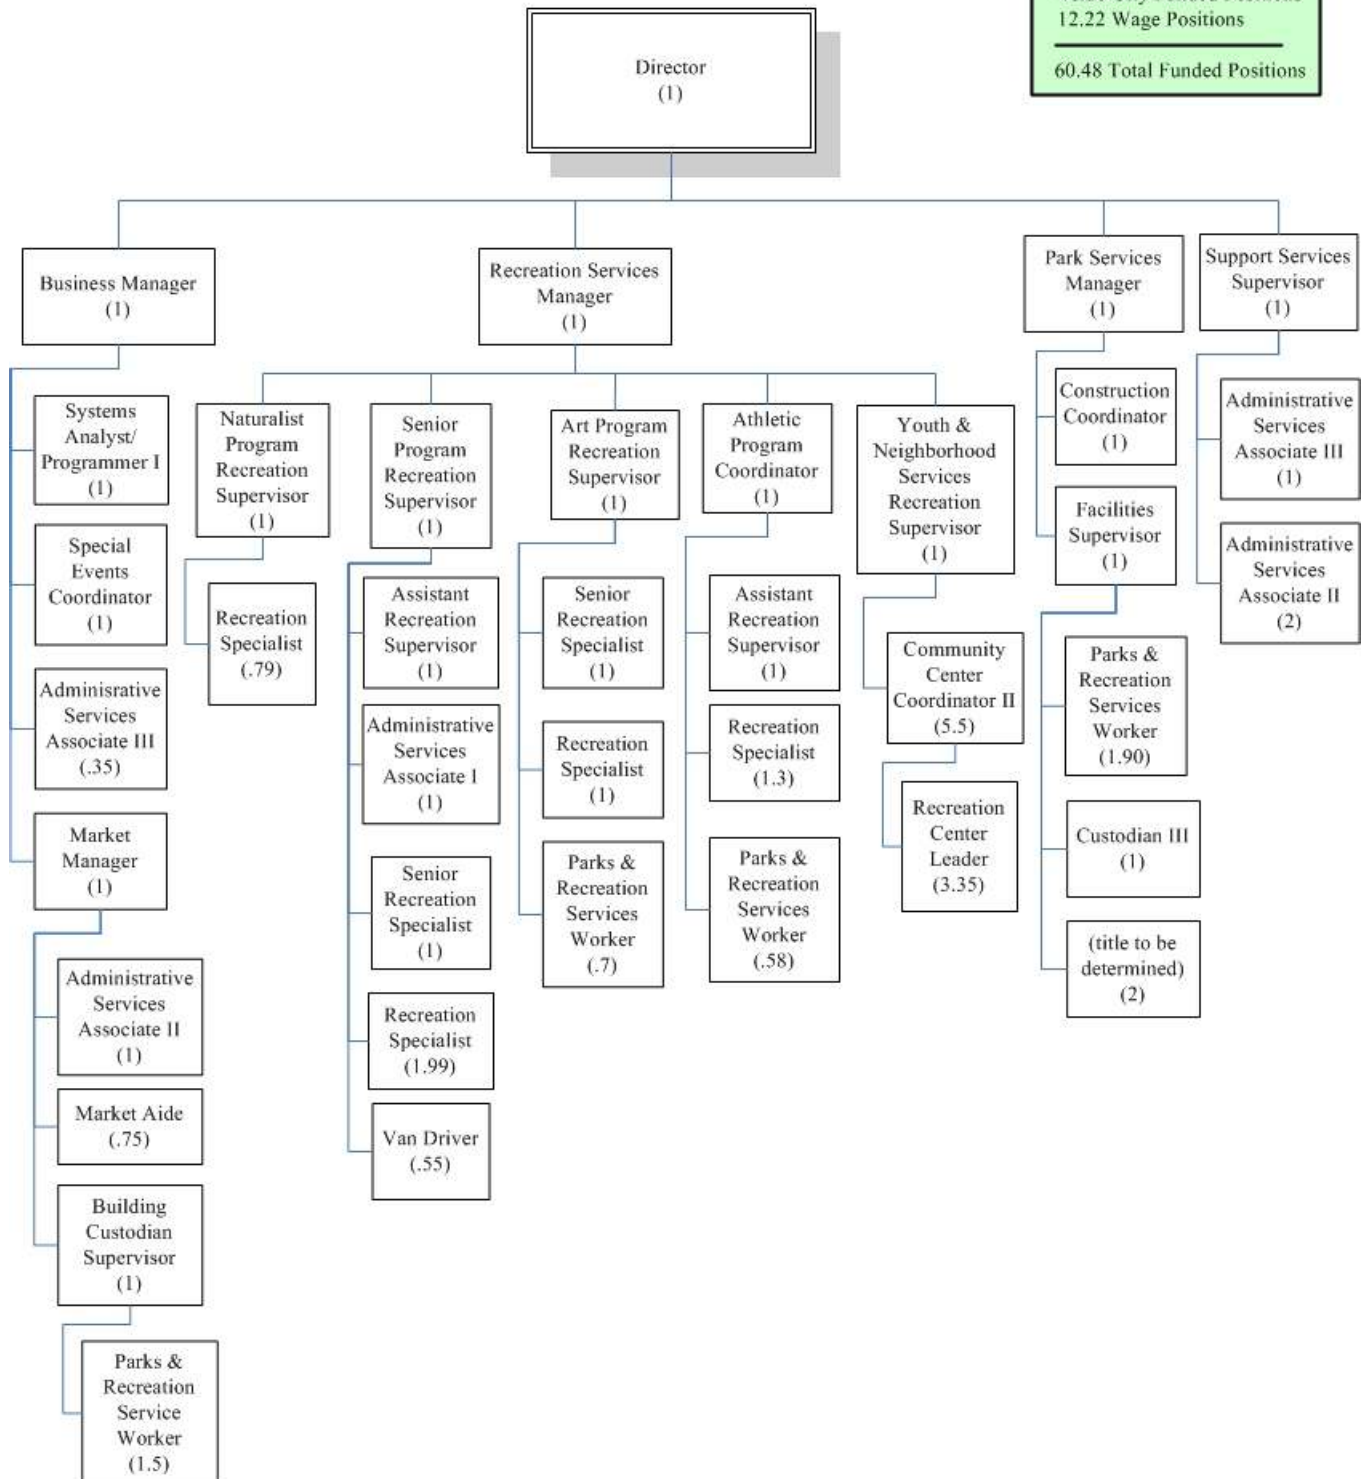 12.22 Wage Positions
60.48 Total Funded Positions
Director
(1)
Business Manager
(1)
Recreation Services
Manager
(1)
Park Services
Manager
(1)
Support Services
Supervisor
(1)
Systems
Analyst/
Programmer I
(1)
Special
Events
Coordinator
(1)
Adminisrative
Services
Associate III
(.35)
Market
Manager
(1)
Administrative
Services
Associate II
(1)
Market Aide
(.75)
Building
Custodian
Supervisor
(1)
Parks &
Recreation
Service
Worker
(1.5)
Naturalist
Program
Recreation
Supervisor
(1)
Recreation
Specialist
(.79)
Senior
Program
Recreation
Supervisor
(1)
Assistant
Recreation
Supervisor
(1)
Administrative
Services
Associate I
(1)
Senior
Recreation
Specialist
(1)
Recreation
Specialist
(1.99)
Van Driver
(.55)
Art Program
Recreation
Supervisor
(1)
Senior
Recreation
Specialist
(1)
Recreation
Specialist
(1)
Parks &
Recreation
Services
Worker
(.7)
Athletic
Program
Coordinator
(1)
Assistant
Recreation
Supervisor
(1)
Recreation
Specialist
(1.3)
Parks &
Recreation
Services
Worker
(.58)
Youth &
Neighborhood
Services
Recreation
Supervisor
(1)
Community
Center
Coordinator II
(5.5)
Recreation
Center
Leader
(3.35)
Construction
Coordinator
(1)
Facilities
Supervisor
(1)
Parks &
Recreation
Services
Worker
(1.90)
Custodian III
(1)
(title to be
determined)
(2)
Administrative
Services
Associate III
(1)
Administrative
Services
Associate II
(2)